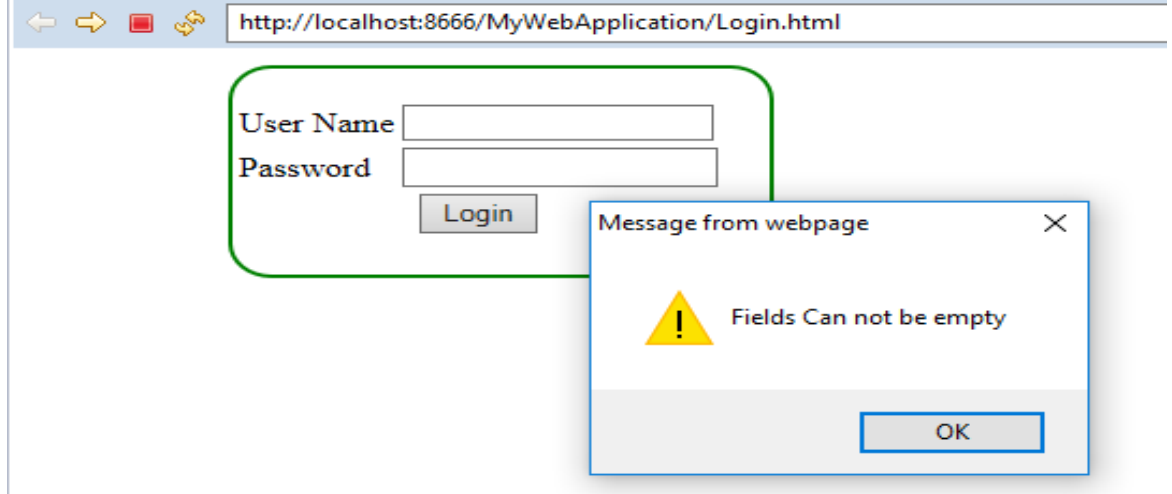 http://localhost:8666/MyWebApplication/Login.html
User Name
Password
Login
Message from webpage
Fields Can not be empty
OK